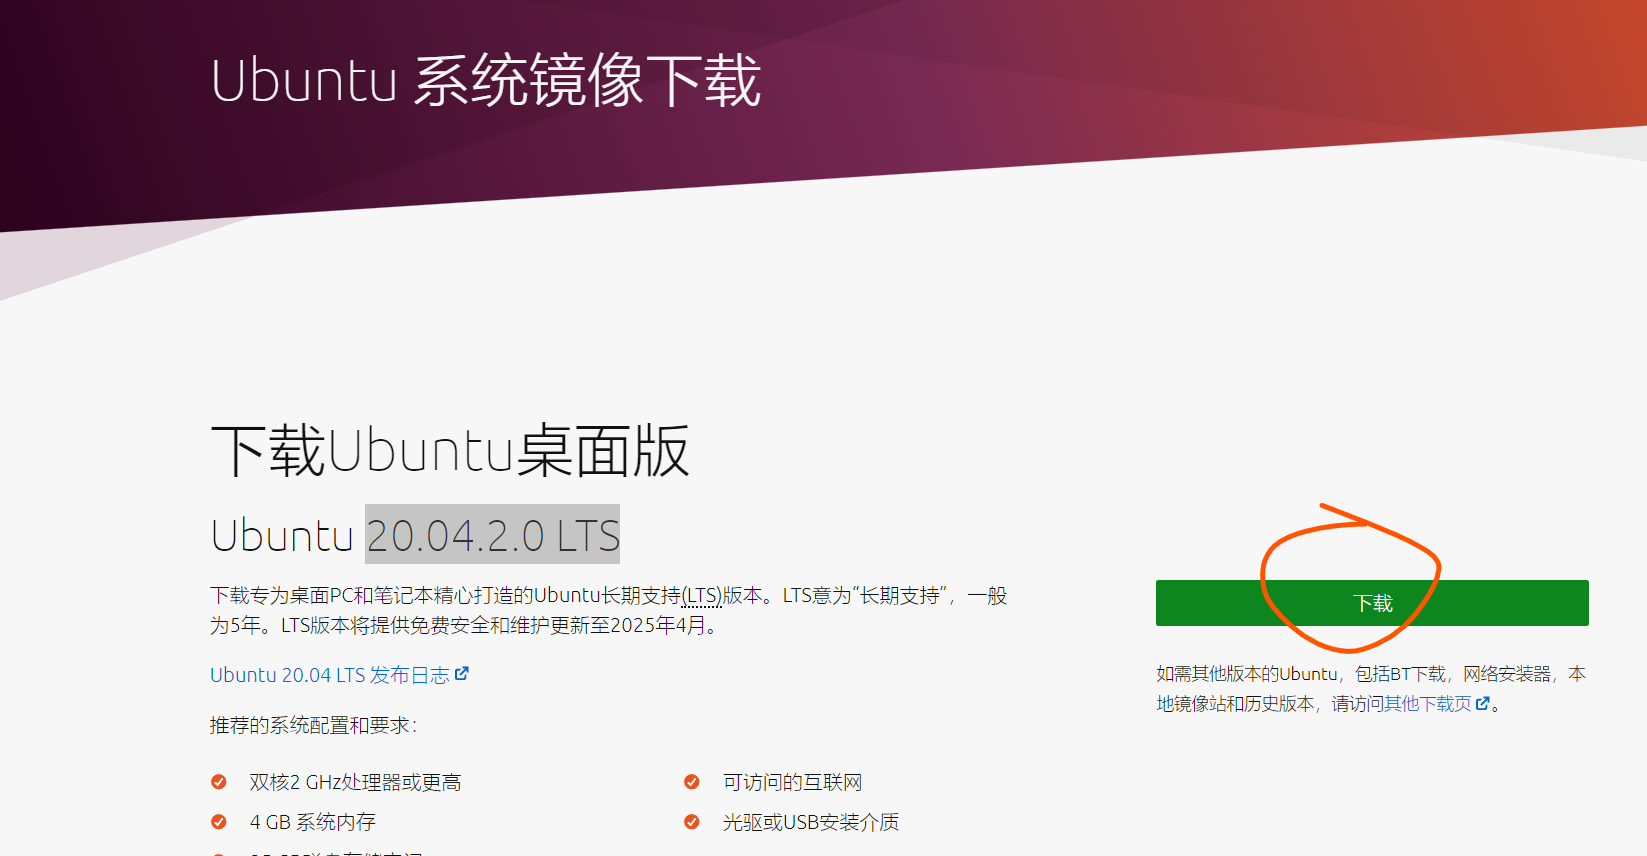 Ubuntu 系统镜像下载
下载Ubuntu桌面版
Ubuntu 20.04.2.0 LTS
下载专为桌面PC和笔记本精心打造的Ubuntu长期支持(LTS)版本。LTS意为“长期支持”，一般
为5年。LTS版本将提供免费安全和维护更新至2025年4月。
Ubuntu 20.04 LTS 发布日志
推荐的系统配置和要求：
双核2 GHz处理器或更高
4 GB 系统内存
可访问的互联网
光驱或USB安装介质
下载
如需其他版本的Ubuntu，包括BT下载，网络安装器，本
地镜像站和历史版本，请访问其他下载页。